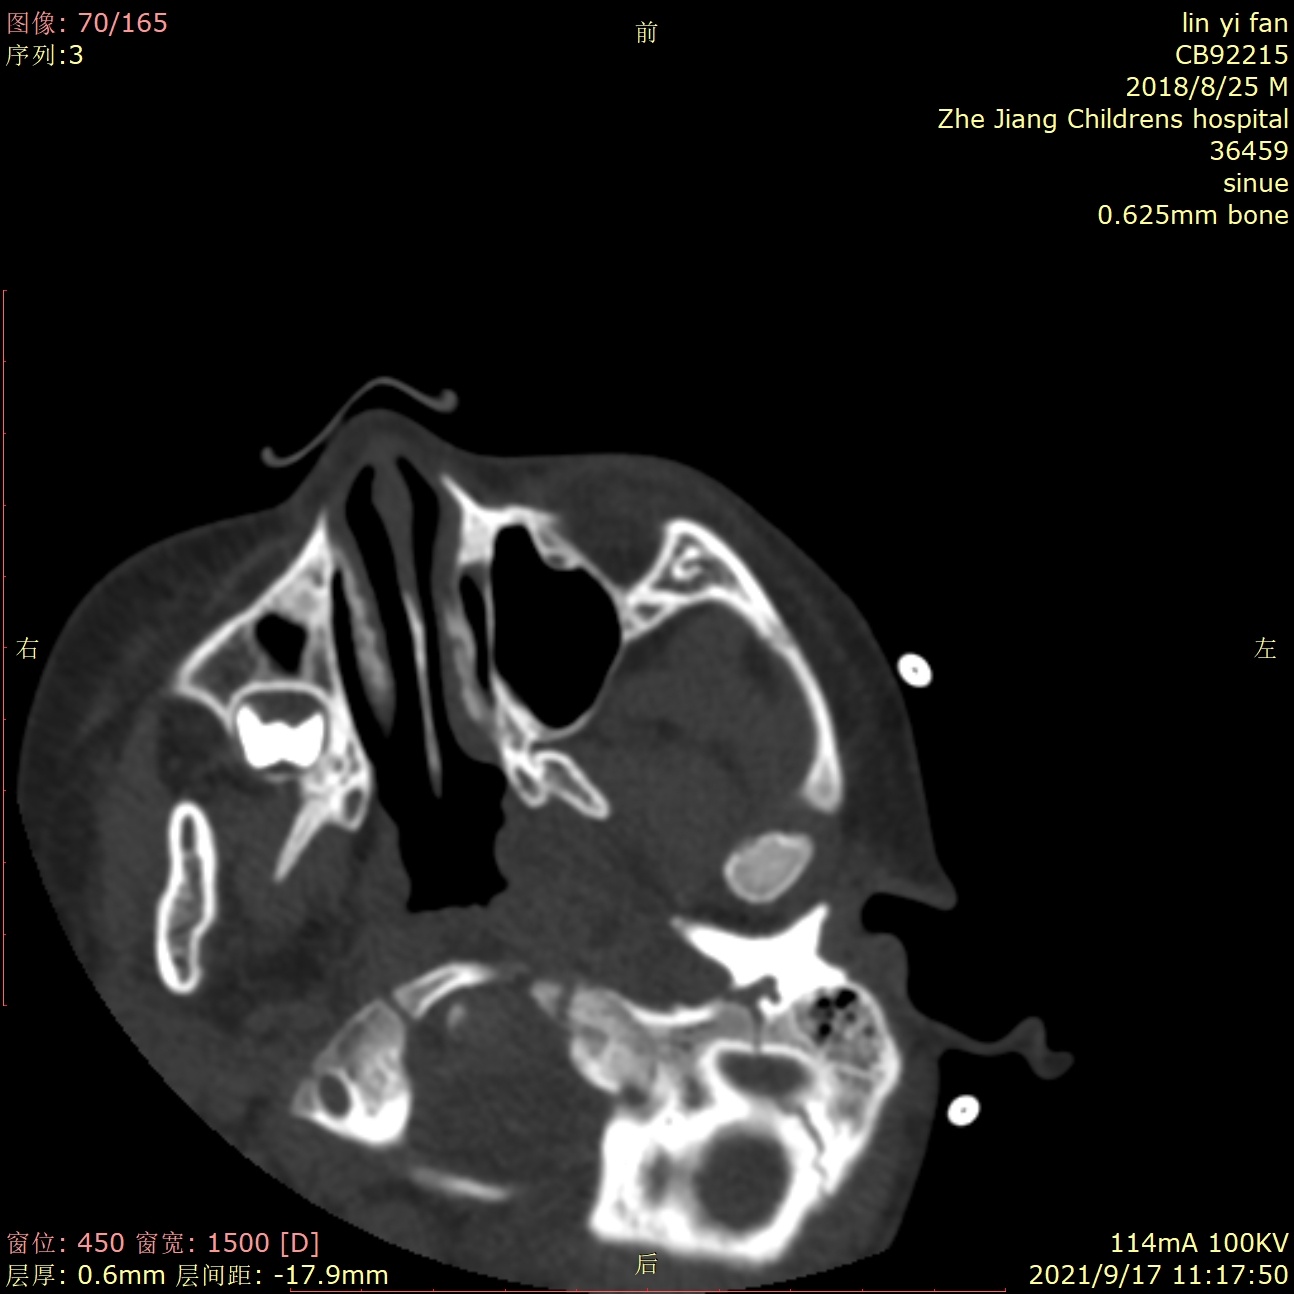 图像: 70/165
序列:3
前
lin yi fan
CB92215
2018/8/25 M
Zhe Jiang Childrens hospital
36459
sinue
0.625mm bone
右
左
窗位: 450 窗宽: 1500 [D]
层厚: 0.6mm 层间距: -17.9mm
后
114mA 100KV
2021/9/17 11:17:50